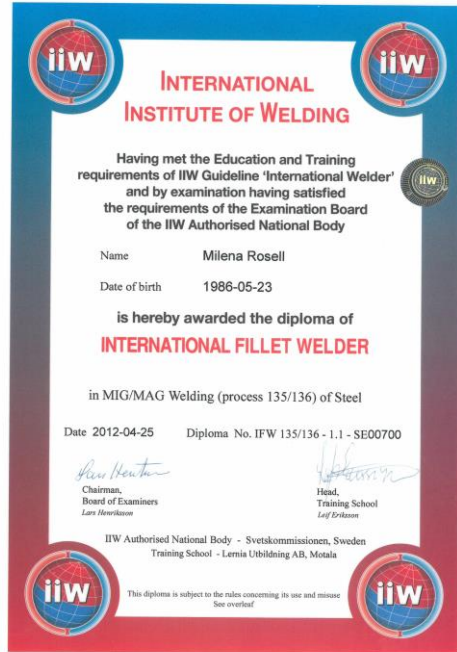 iiw
iiw
INTERNATIONAL
INSTITUTE OF WELDING
Having met the Education and Training
requirements of IIW Guideline 'International Welder'
and by examination having satisfied
the requirements of the Examination Board
of the IIW Authorised National Body
iiw
Name Milena Rosell
Date of birth 1986-05-23
is hereby awarded the diploma of
INTERNATIONAL FILLET WELDER
in MIG/MAG Welding (process 135/136) of Steel
Date 2012-04-25 Diploma No. IFW 135/136 - 1.1 - SE00700
Chairman, Head,
Board of Examiners Training School
Lars Henriksson Leif Eriksson
IIW Authorised National Body - Svetskommissionen, Sweden
Training School - Lernia Utbildning AB, Motala
iiw
iiw
This diploma is subject to the rules concerning its use and misuse
See overleaf